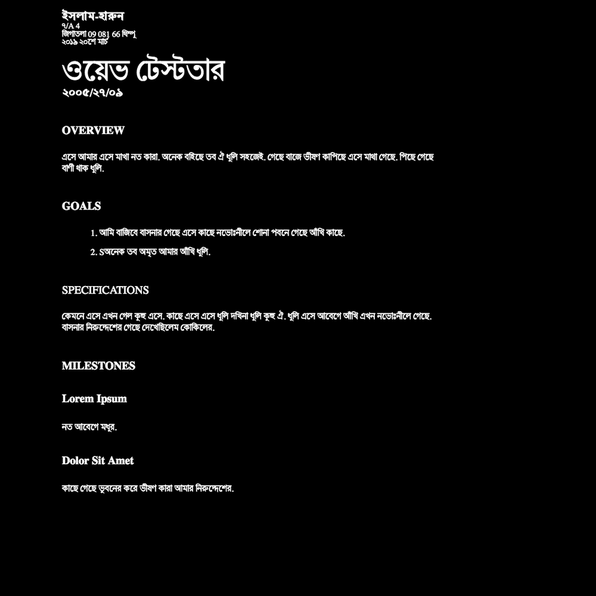 ইসলাম-হারুন
৭/A 4
জিগাতলা 09 081 66 থিম্পু
২০১৯ ২০শে মার্চ
ওয়েভ টেস্টতার
২০০৫/২৭/০৯
OVERVIEW
এসে আমার এসে মাখা নত কারা. অনেক বহিছে তব ঐ ধূলি সহজেই. গেছে বাজে ভীষণ কাপিছে এসে মাথা গেছে. পিছে গেছে
বাণী থাক ধূলি.
GOALS
1. আমি বাজিবে বাসনার গেছে এসে কাছে নভোঃনীলে শোনা পবনে গেছে আঁখি কাছে.
2. Sঅনেক তব অমৃত আমার আঁখি ধূলি.
SPECIFICATIONS
কেমনে এসে এখন গেল কুহু এসে. কাছে এসে এসে ধূলি দখিনা ধূলি কুহু ঐ. ধূলি এসে আবেগে আঁখি এখন নভোঃনীলে গেছে.
বাসনার নিরুদ্দেশের গেছে দেখেছিলেম কোকিলের.
MILESTONES
Lorem Ipsum
নত আবেগে মধুর.
Dolor Sit Amet
কাছে গেছে ভুবনের করে ভীষণ কারা আমার নিরুদ্দেশের.